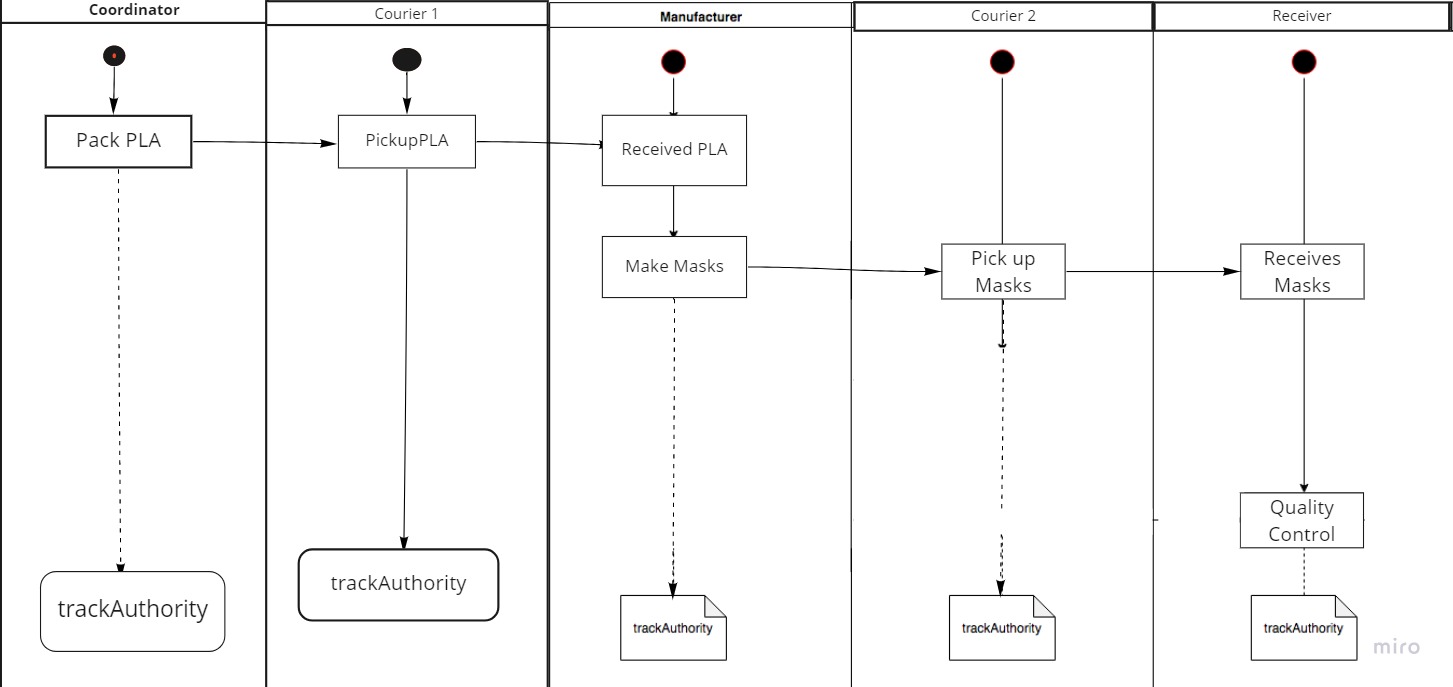 Coordinator
Courier 1
Manufacturer
Courier 2
Receiver
Pack PLA
PickupPLA
Received PLA
Make Masks
Pick up
Masks
Receives
Masks
Quality
Control
trackAuthority
trackAuthority
trackAuthority
trackAuthority
trackAuthority
miro